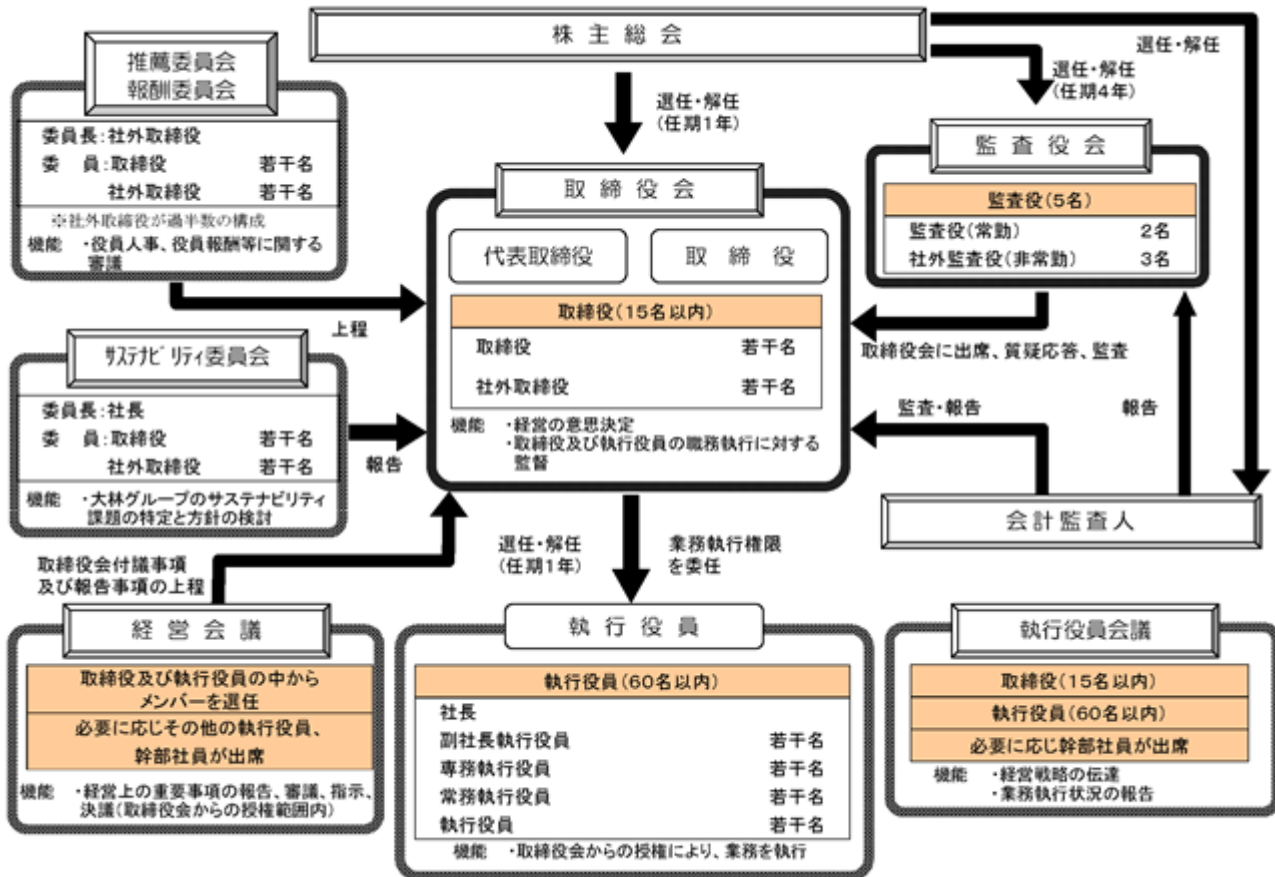 株主総会
選任・解任
選任・解任
(任期4年)
選任・解任
(任期1年)
推薦委員会
報酬委員会
委員長:社外取締役
委　員:取締役　若干名
社外取締役　若干名
※社外取締役が過半数の構成
機能　・役員人事、役員報酬等に関する
審議
上程
監査役会
監査役(5名)
監査役(常勤)　2名
社外監査役(非常勤)　3名
取締役会
代表取締役
取締役
取締役(15名以内)
取締役　若干名
社外取締役　若干名
機能　・経営の意思決定
・取締役及び執行役員の職務執行に対する
監督
取締役会に出席、質疑応答、監査
監査・報告
報告
サステナビリティ委員会
委員長:社長
委　員:取締役　若干名
社外取締役　若干名
機能　・大林グループのサステナビリティ
課題の特定と方針の検討
報告
会計監査人
取締役会付議事項
及び報告事項の上程
選任・解任
(任期1年)
業務執行権限
を委任
経営会議
取締役及び執行役員の中から
メンバーを選任
必要に応じその他の執行役員、
幹部社員が出席
機能　・経営上の重要事項の報告、審議、指示、
決議(取締役会からの授権範囲内)
執行役員
執行役員(60名以内)
社長
副社長執行役員　若干名
専務執行役員　若干名
常務執行役員　若干名
執行役員　若干名
機能　・取締役会からの授権により、業務を執行
執行役員会議
取締役(15名以内)
執行役員(60名以内)
必要に応じ幹部社員が出席
機能　・経営戦略の伝達
・業務執行状況の報告